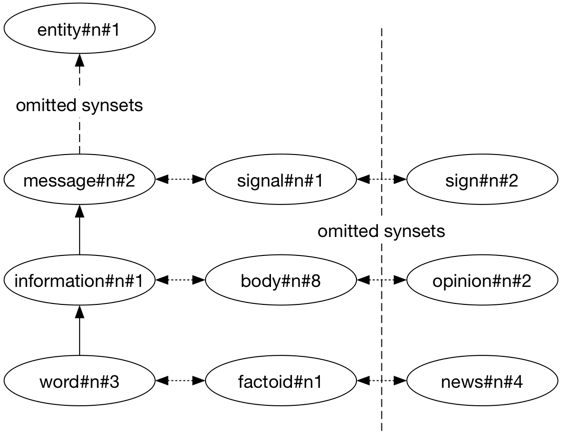 entity#n#1
omitted synsets
message#n#2 signal#n#1 sign#n#2
omitted synsets
information#n#1 body#n#8 opinion#n#2
word#n#3 factoid#n1 news#n#4